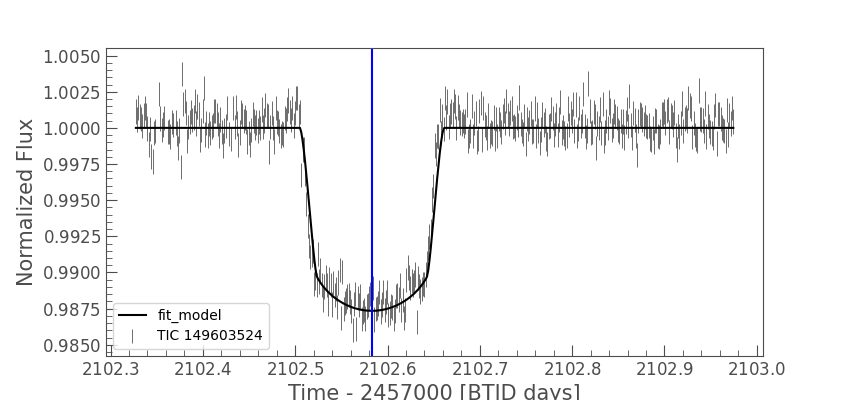 1.0050
1.0025
1.0000
0.9975
0.9950
0.9925
0.9900
0.9875
0.9850
Normalized Flux
fit_model
TIC 149603524
2102.3 2102.4 2102.5 2102.6 2102.7 2102.8 2102.9 2103.0
Time - 2457000 [BTJD days]